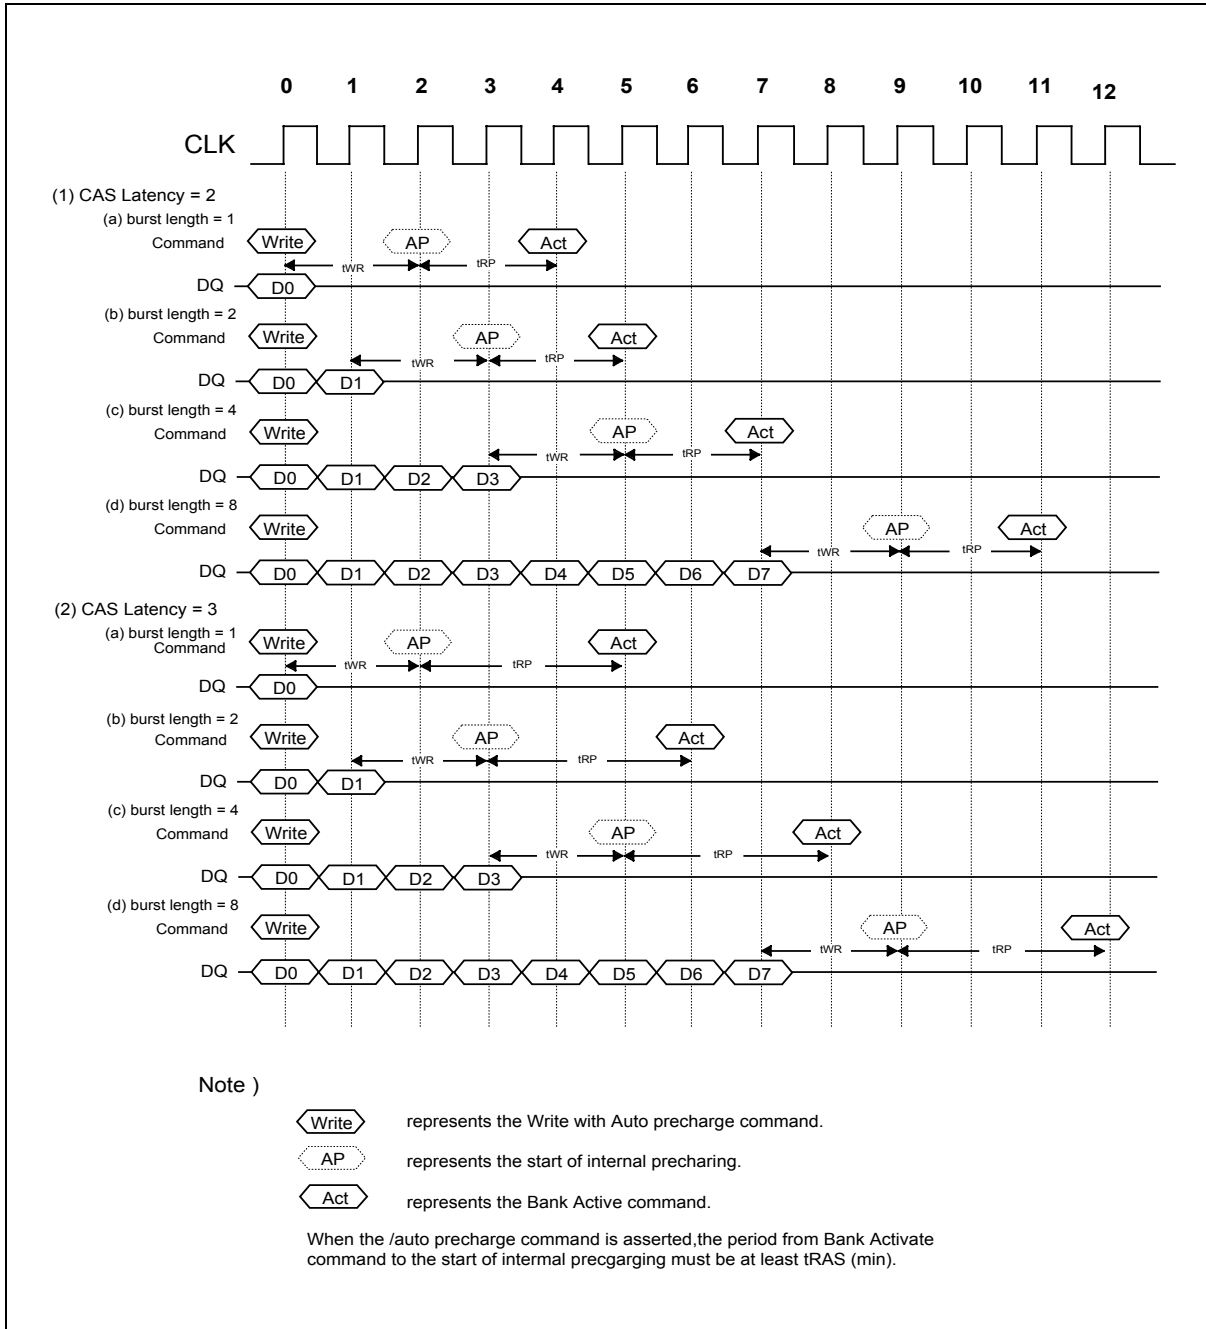 0 1 2 3 4 5 6 7 8 9 10 11 12
CLK
(1) CAS Latency = 2
(a) burst length = 1
Command Write AP Act
tWR tRP
DQ D0
(b) burst length = 2
Command Write AP Act
tWR tRP
DQ D0 D1
(c) burst length = 4
Command Write AP Act
tWR tRP
DQ D0 D1 D2 D3
(d) burst length = 8
Command Write AP Act
tWR tRP
DQ D0 D1 D2 D3 D4 D5 D6 D7
(2) CAS Latency = 3
(a) burst length = 1
Command Write AP Act
tWR tRP
DQ D0
(b) burst length = 2
Command Write AP Act
tWR tRP
DQ D0 D1
(c) burst length = 4
Command Write AP Act
tWR tRP
DQ D0 D1 D2 D3
(d) burst length = 8
Command Write AP Act
tWR tRP
DQ D0 D1 D2 D3 D4 D5 D6 D7
Note )
Write represents the Write with Auto precharge command.
AP represents the start of internal precharing.
Act represents the Bank Active command.
When the /auto precharge command is asserted,the period from Bank Activate
command to the start of intermal precgarging must be at least tRAS (min).